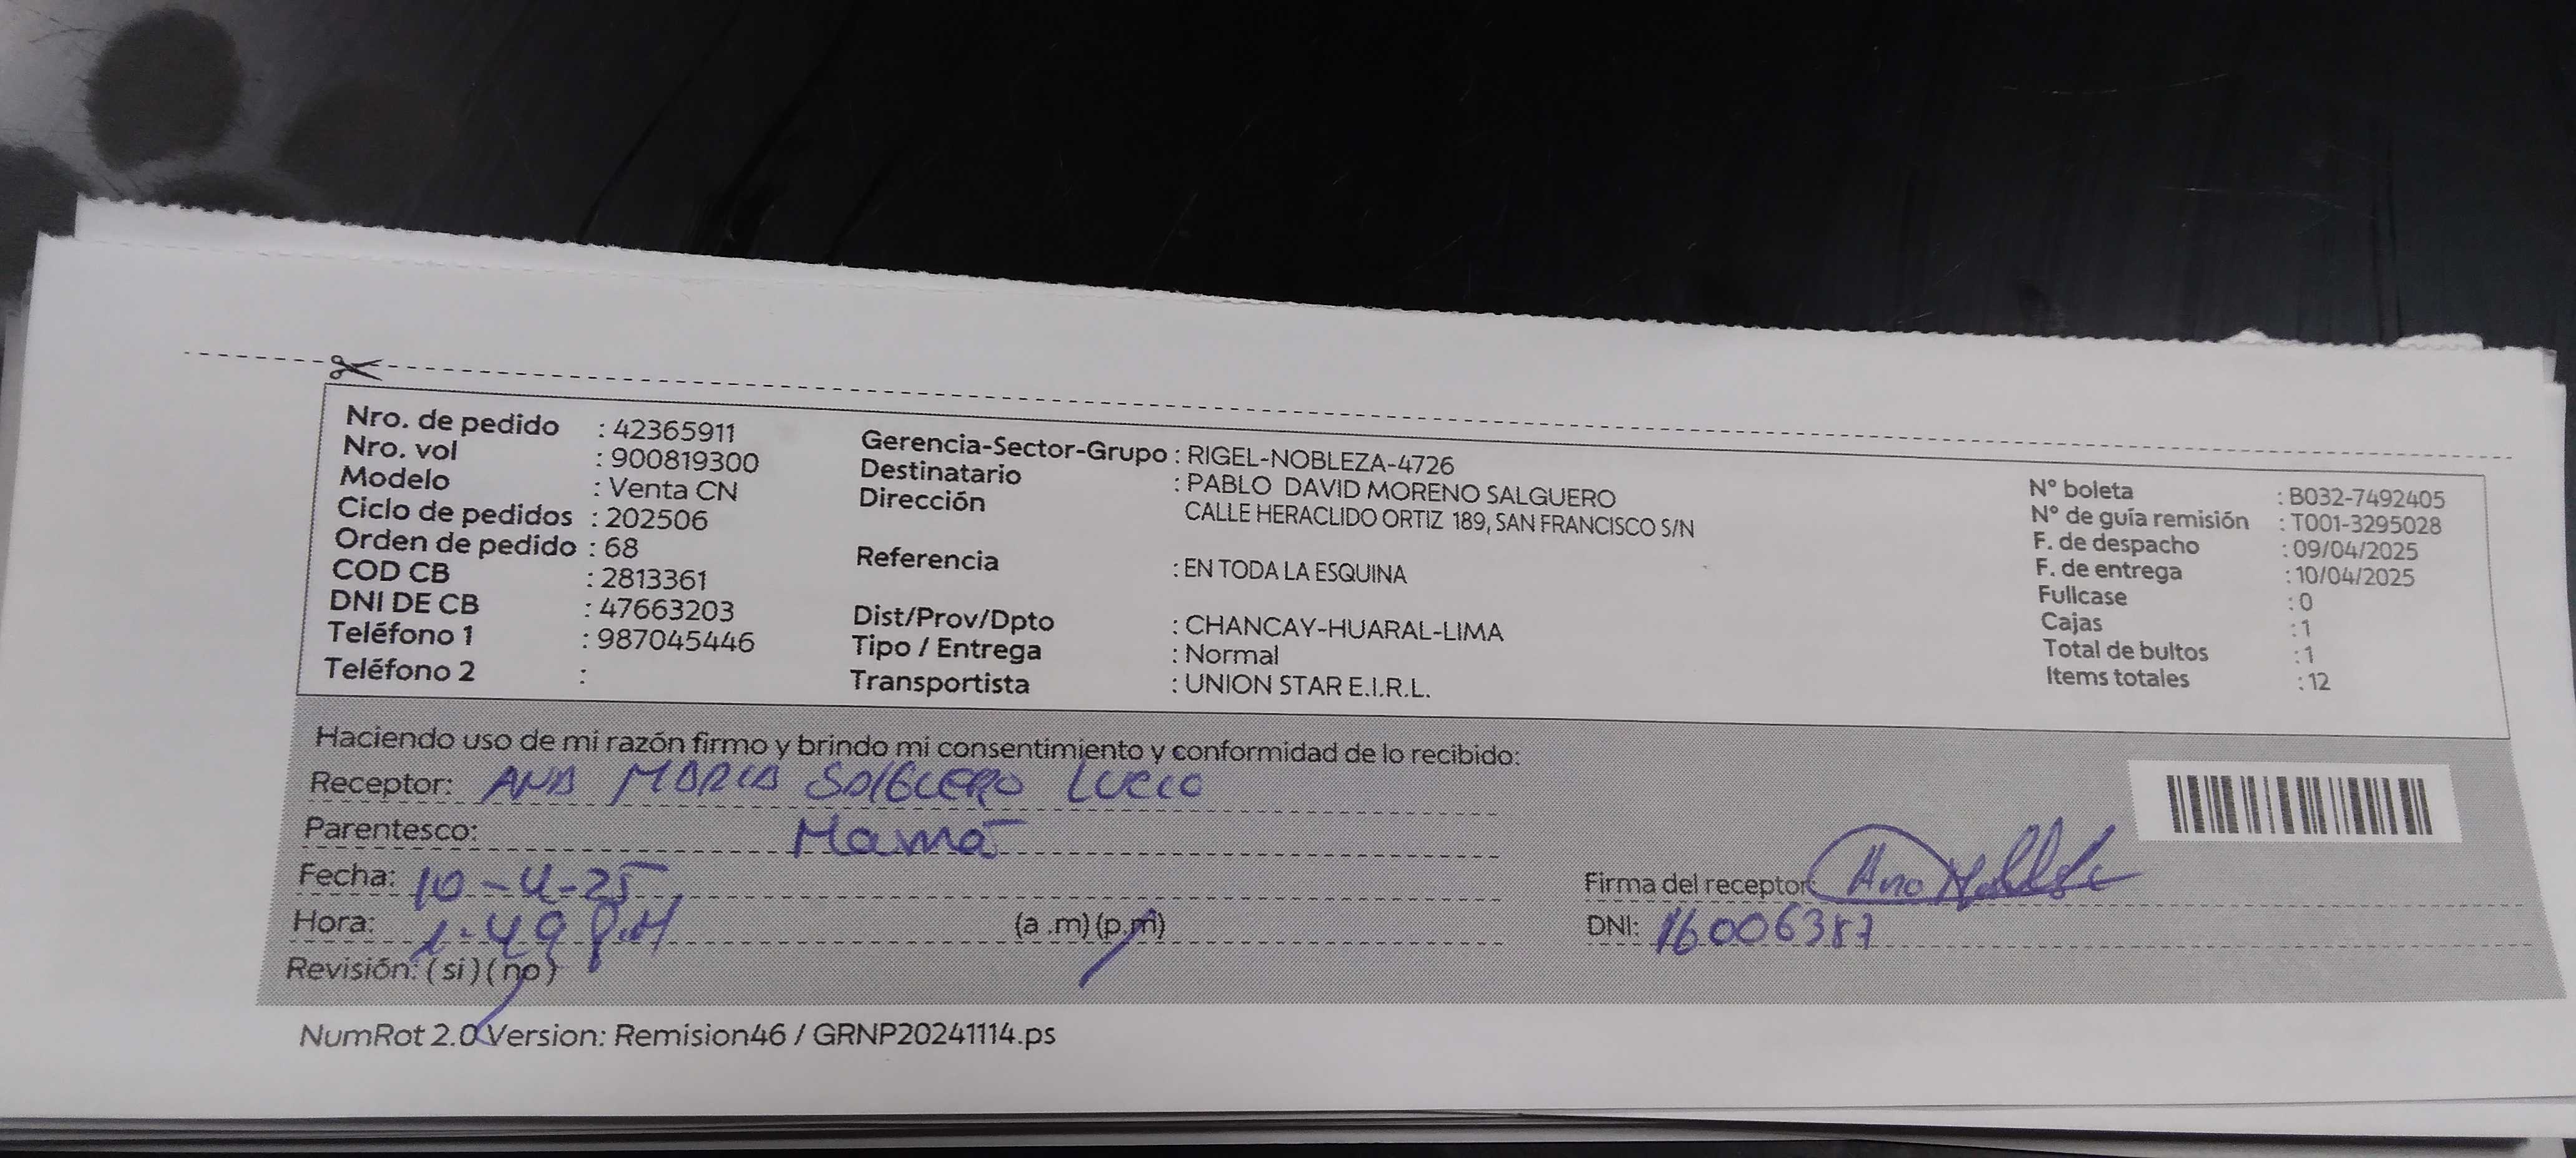 Nro. de pedido : 42365911
Nro. vol : 900819300
Modelo : Venta CN
Ciclo de pedidos : 202506
Orden de pedido : 68
COD CB : 2813361
DNI DE CB : 47663203
Teléfono 1 : 987045446
Teléfono 2 :
Gerencia-Sector-Grupo : RIGEL-NOBLEZA-4726
Destinatario : PABLO DAVID MORENO SALGUERO
Dirección CALLE HERACLIDO ORTIZ 189, SAN FRANCISCO S/N
Referencia : EN TODA LA ESQUINA
Dist/Prov/Dpto : CHANCAY-HUARAL-LIMA
Tipo / Entrega : Normal
Transportista : UNION STAR E.I.R.L.
N° boleta : B032-7492405
N° de guía remisión : T001-3295028
F. de despacho : 09/04/2025
F. de entrega : 10/04/2025
Fullcase : 0
Cajas : 1
Total de bultos : 1
Items totales : 12
Haciendo uso de mi razón firmo y brindo mi consentimiento y conformidad de lo recibido:
Receptor: ANA MARIA SALGUERO
Parentesco: Mamá
Fecha: 10-4-25
Hora: 1:49 P.M (a .m) (p.m)
Revisión: ( si ) ( no )
Firma del receptor: Ana
DNI: 16006387
NumRot 2.0 Version: Remision46 / GRNP20241114.ps